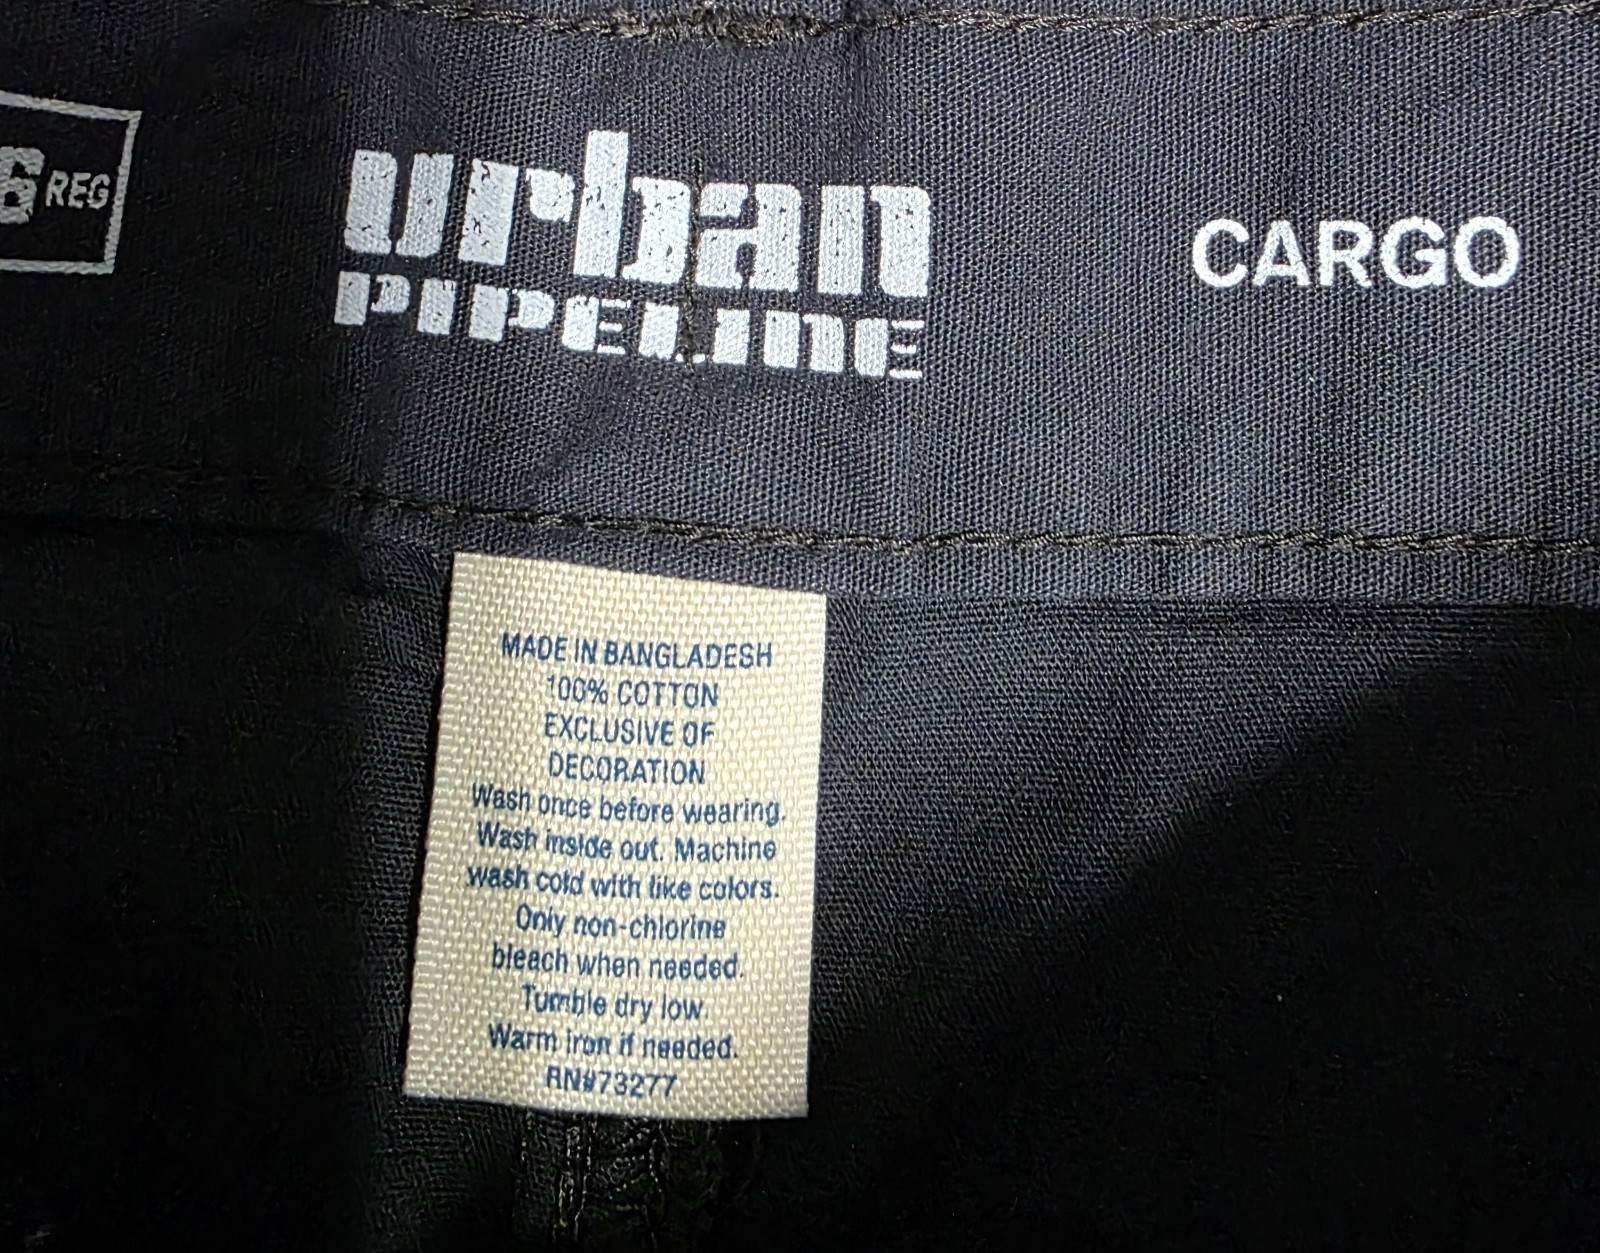 6 REG
urban
PIPELINE
CARGO
MADE IN BANGLADESH
100% COTTON
EXCLUSIVE OF
DECORATION
Wash once before wearing.
Wash inside out. Machine
wash cold with like colors.
Only non-chlorine
bleach when needed.
Tumble dry low.
Warm iron if needed.
RN#73277